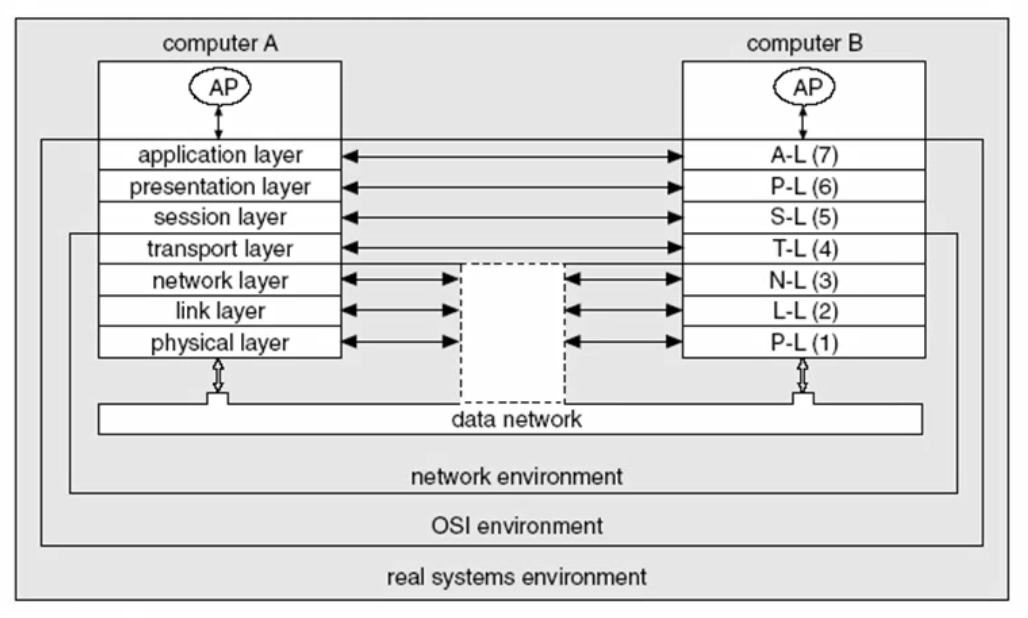 computer A
computer B
AP
AP
application layer
A-L (7)
presentation layer
P-L (6)
session layer
S-L (5)
transport layer
T-L (4)
network layer
N-L (3)
link layer
L-L (2)
physical layer
P-L (1)
data network
network environment
OSI environment
real systems environment